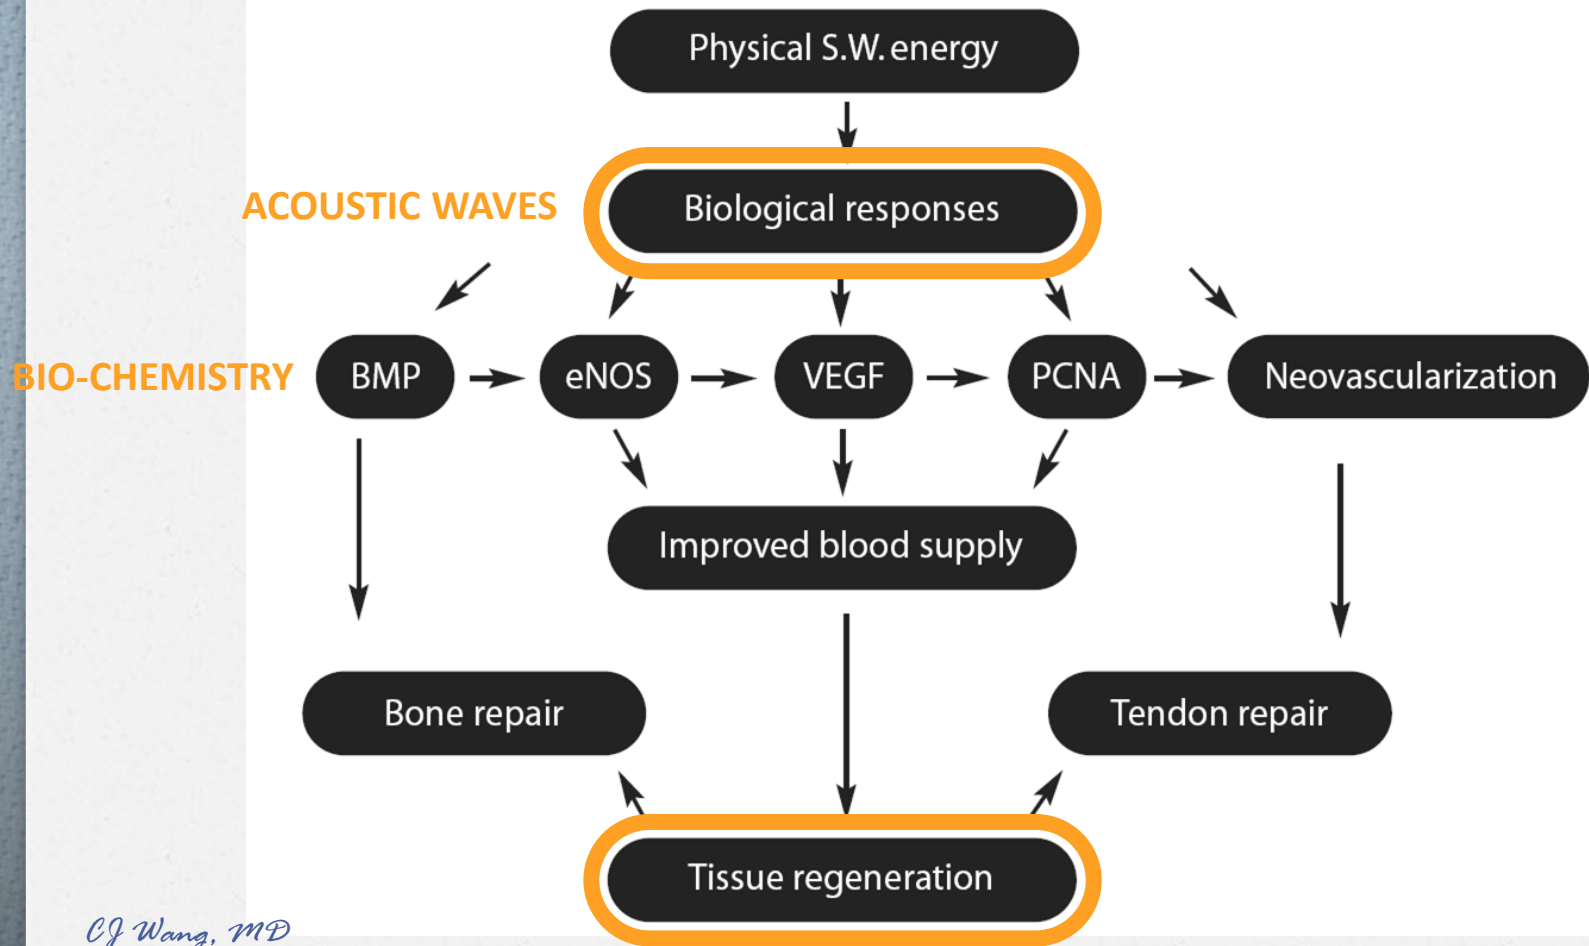 Physical S.W. energy
ACOUSTIC WAVES
Biological responses
BIO-CHEMISTRY
BMP
eNOS
VEGF
PCNA
Neovascularization
Improved blood supply
Bone repair
Tendon repair
Tissue regeneration
CJ Wang, MD